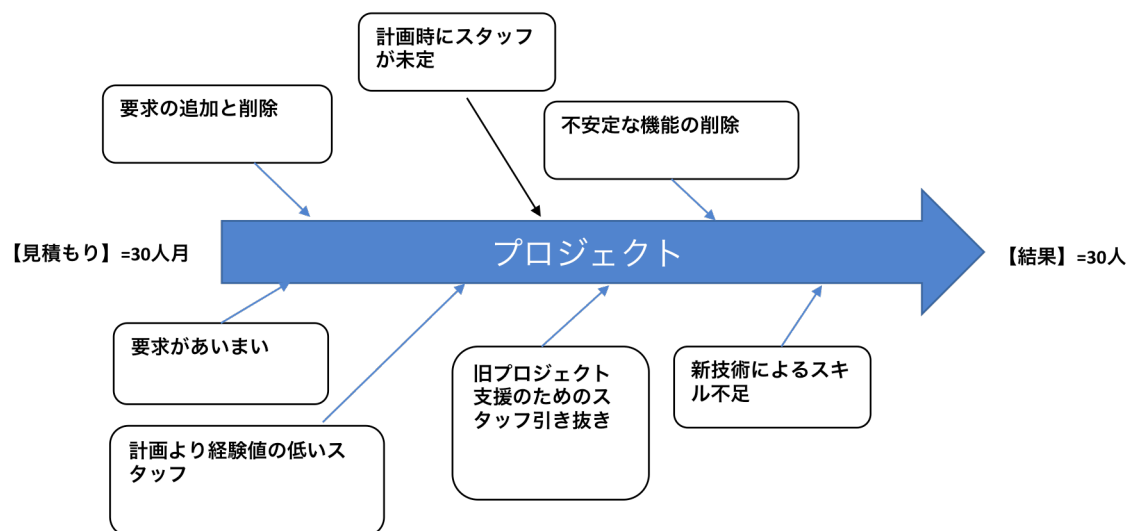 計画時にスタッフ
が未定
要求の追加と削除
不安定な機能の削除
【見積もり】=30人月
プロジェクト
【結果】=30人
要求があいまい
旧プロジェクト
支援のためのス
タッフ引き抜き
新技術によるスキ
ル不足
計画より経験値の低いス
タッフ